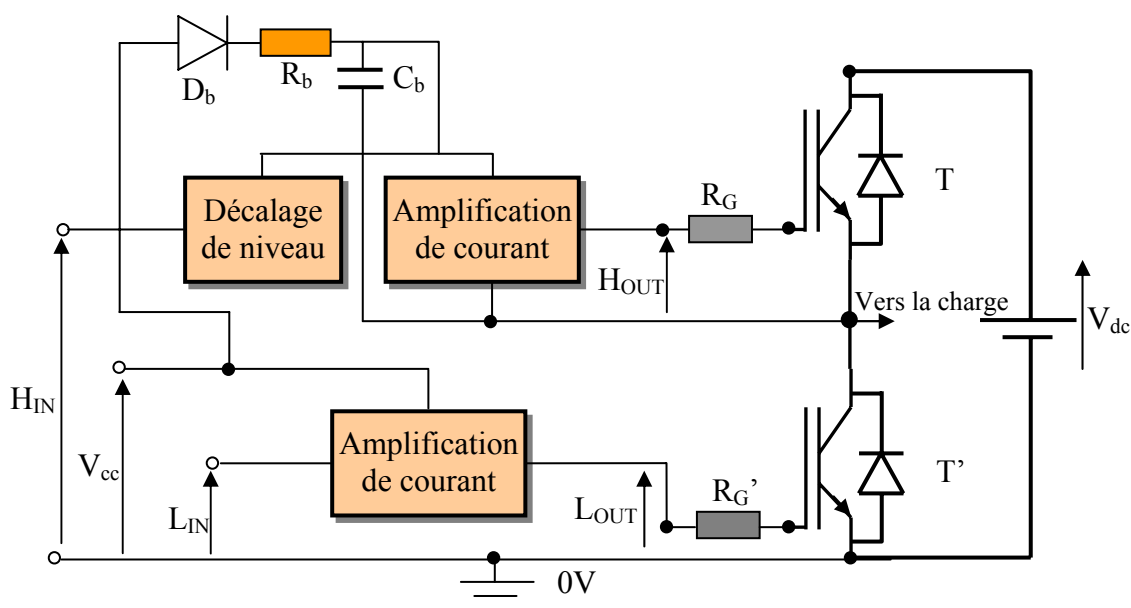 D_b
R_b
C_b
Décalage
de niveau
Amplification
de courant
R_G
T
H_OUT
Vers la charge
V_dc
H_IN
V_cc
L_IN
Amplification
de courant
L_OUT
R_G’
T’
0V